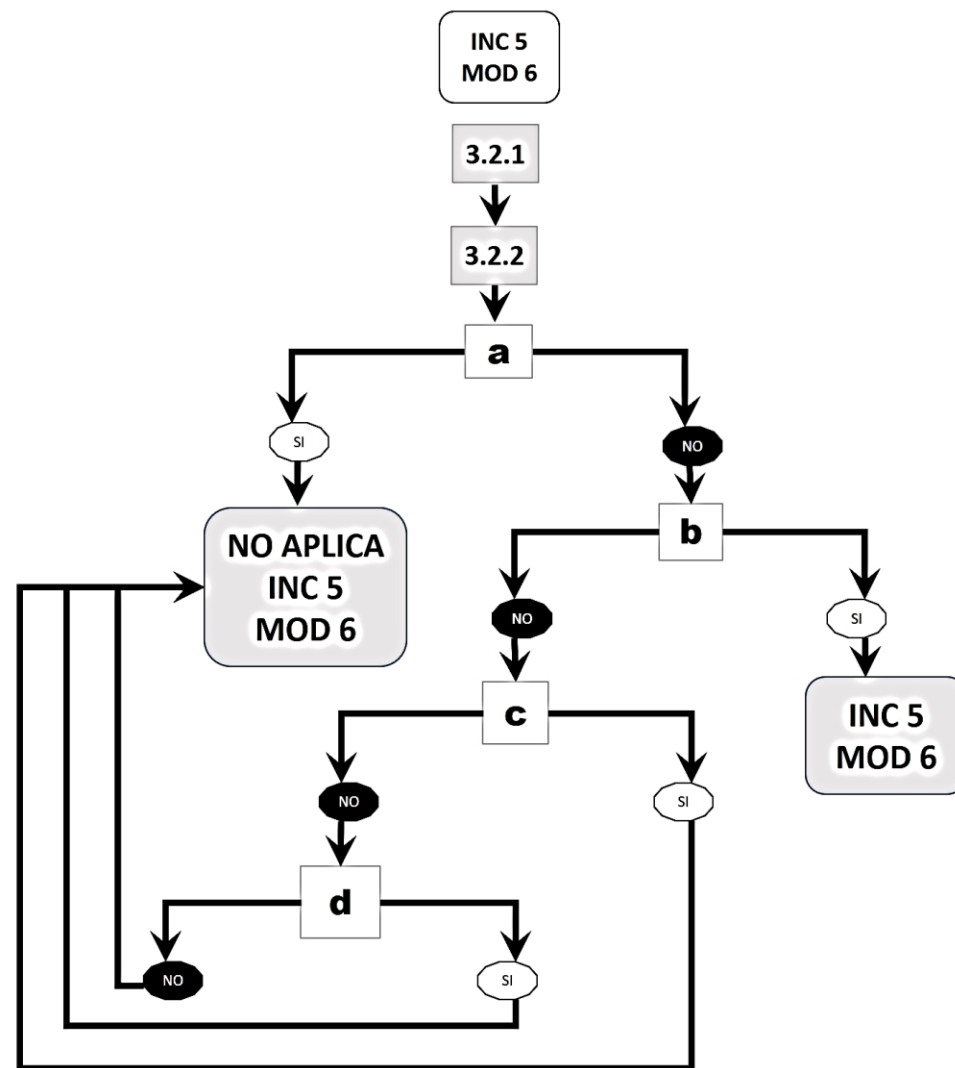 INC 5
MOD 6
3.2.1
3.2.2
a
SI
NO
b
NO APLICA
INC 5
MOD 6
NO
SI
c
INC 5
MOD 6
NO
SI
d
NO
SI